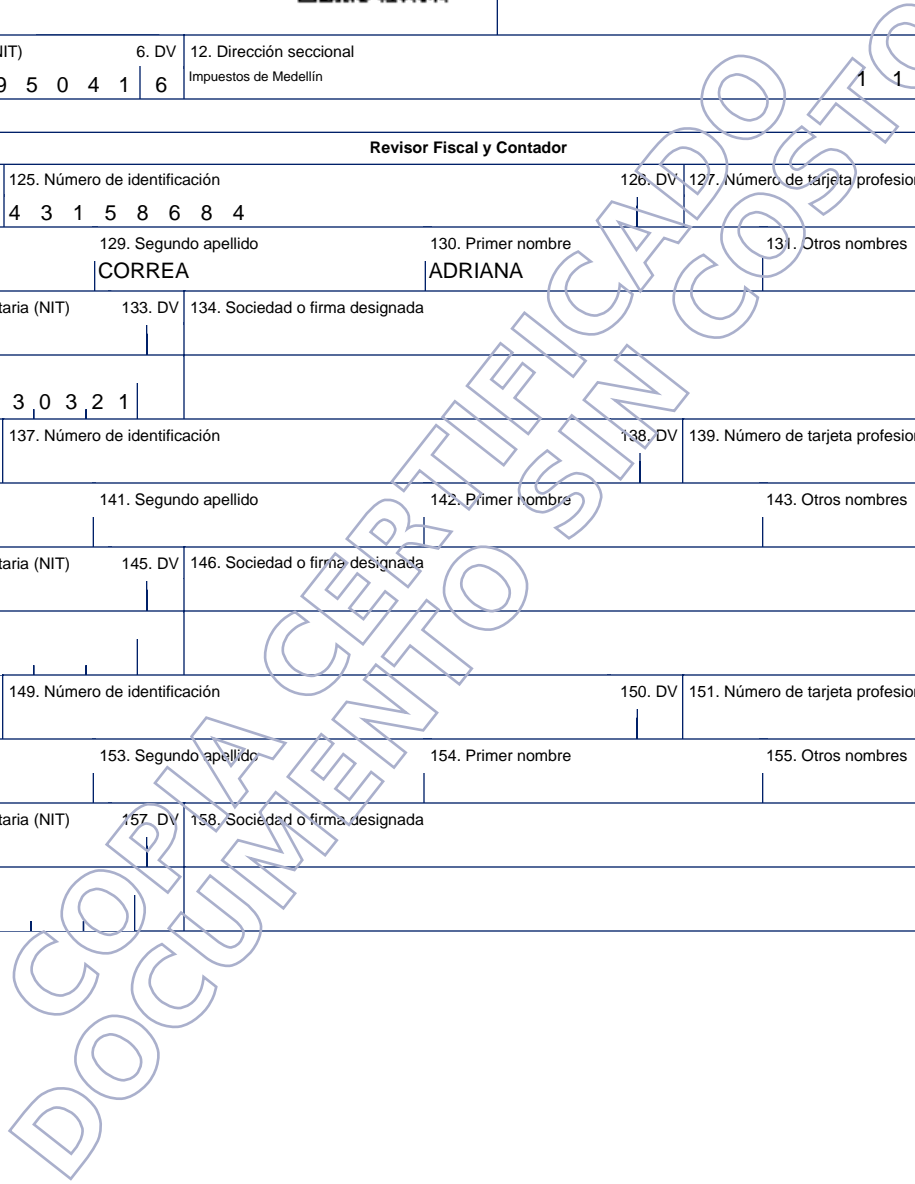 NIT) 6. DV 12. Dirección seccional
9 5 0 4 1 6 Impuestos de Medellín 1 1
Revisor Fiscal y Contador
125. Número de identificación 126. DV 127. Número de tarjeta profesion
4 3 1 5 8 6 8 4
129. Segundo apellido 130. Primer nombre 131. Otros nombres
CORREA ADRIANA
taria (NIT) 133. DV 134. Sociedad o firma designada
3 0 3 2 1
137. Número de identificación 138. DV 139. Número de tarjeta profesion
141. Segundo apellido 142. Primer nombre 143. Otros nombres
taria (NIT) 145. DV 146. Sociedad o firma designada
149. Número de identificación 150. DV 151. Número de tarjeta profesion
153. Segundo apellido 154. Primer nombre 155. Otros nombres
taria (NIT) 157. DV 158. Sociedad o firma designada
COPIA CERTIFICADO
DOCUMENTO SIN COSTO